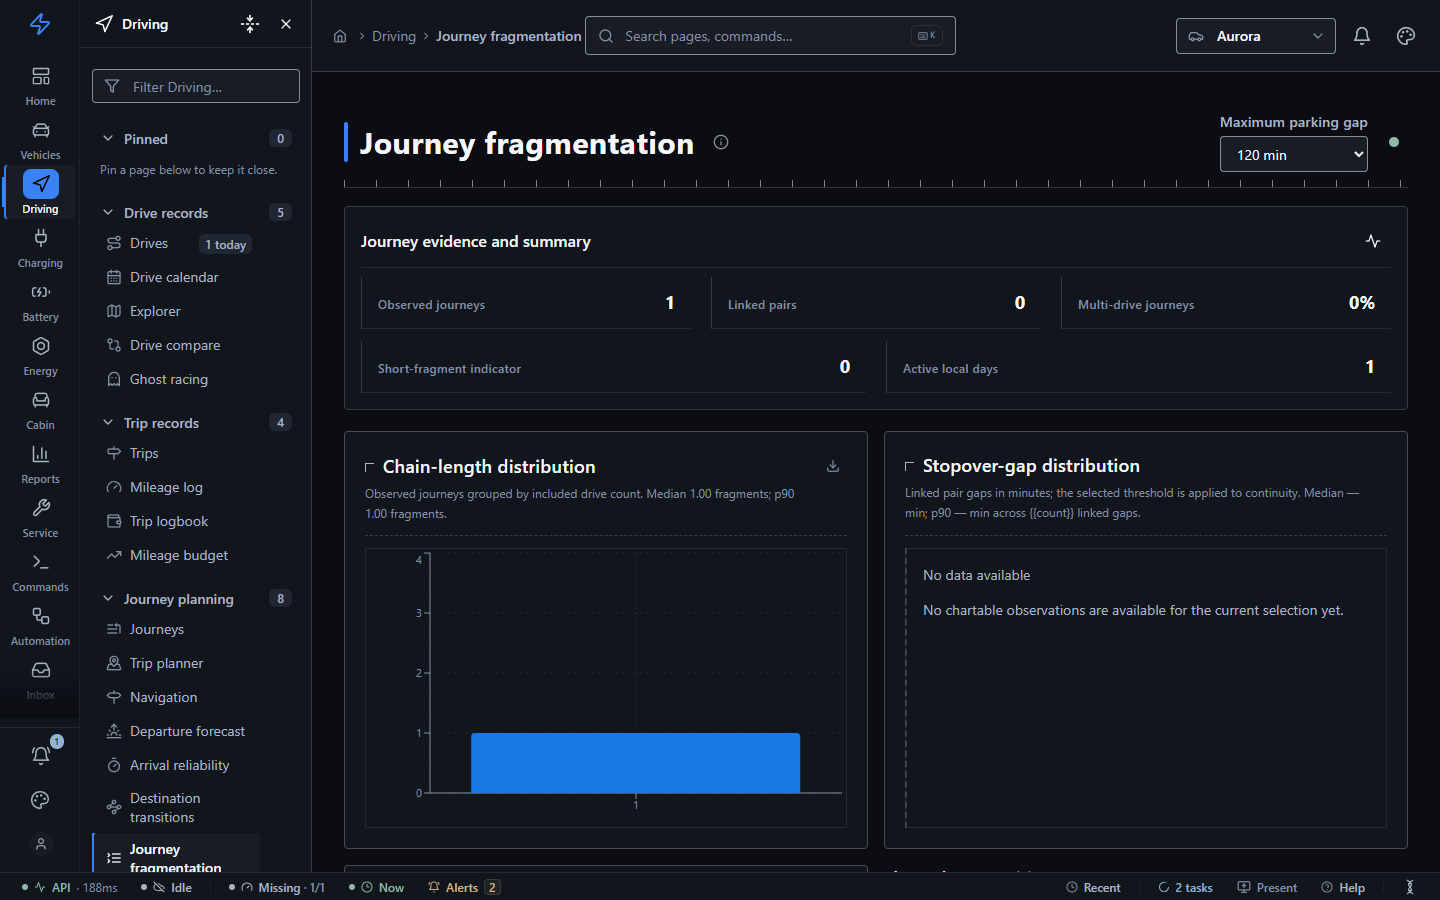 Driving
Driving
Journey fragmentation
Search pages, commands...
K
Aurora
Home
Vehicles
Driving
Charging
Battery
Energy
Cabin
Reports
Service
Commands
Automation
Inbox
1
Filter Driving...
Pinned 0
Pin a page below to keep it close.
Drive records 5
Drives 1 today
Drive calendar
Explorer
Drive compare
Ghost racing
Trip records 4
Trips
Mileage log
Trip logbook
Mileage budget
Journey planning 8
Journeys
Trip planner
Navigation
Departure forecast
Arrival reliability
Destination
transitions
Journey
fragmentation
Journey fragmentation
Maximum parking gap
120 min
Journey evidence and summary
Observed journeys 1
Linked pairs 0
Multi-drive journeys 0%
Short-fragment indicator 0
Active local days 1
Chain-length distribution
Observed journeys grouped by included drive count. Median 1.00 fragments; p90
1.00 fragments.
4
3
2
1
0
1
Stopover-gap distribution
Linked pair gaps in minutes; the selected threshold is applied to continuity. Median —
min; p90 — min across {{count}} linked gaps.
No data available
No chartable observations are available for the current selection yet.
API · 188ms
Idle
Missing · 1/1
Now
Alerts 2
Recent
2 tasks
Present
Help